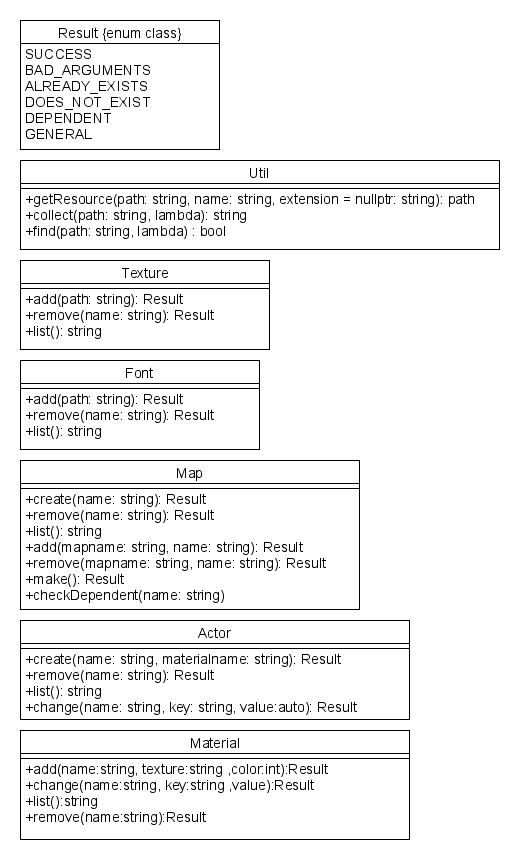 Result {enum class}
SUCCESS
BAD_ARGUMENTS
ALREADY_EXISTS
DOES_NOT_EXIST
DEPENDENT
GENERAL
Util
+getResource(path: string, name: string, extension = nullptr: string): path
+collect(path: string, lambda): string
+find(path: string, lambda) : bool
Texture
+add(path: string): Result
+remove(name: string): Result
+list(): string
Font
+add(path: string): Result
+remove(name: string): Result
+list(): string
Map
+create(name: string): Result
+remove(name: string): Result
+list(): string
+add(mapname: string, name: string): Result
+remove(mapname: string, name: string): Result
+make(): Result
+checkDependent(name: string)
Actor
+create(name: string, materialname: string): Result
+remove(name: string): Result
+list(): string
+change(name: string, key: string, value:auto): Result
Material
+add(name:string, texture:string ,color:int):Result
+change(name:string, key:string ,value):Result
+list():string
+remove(name:string):Result